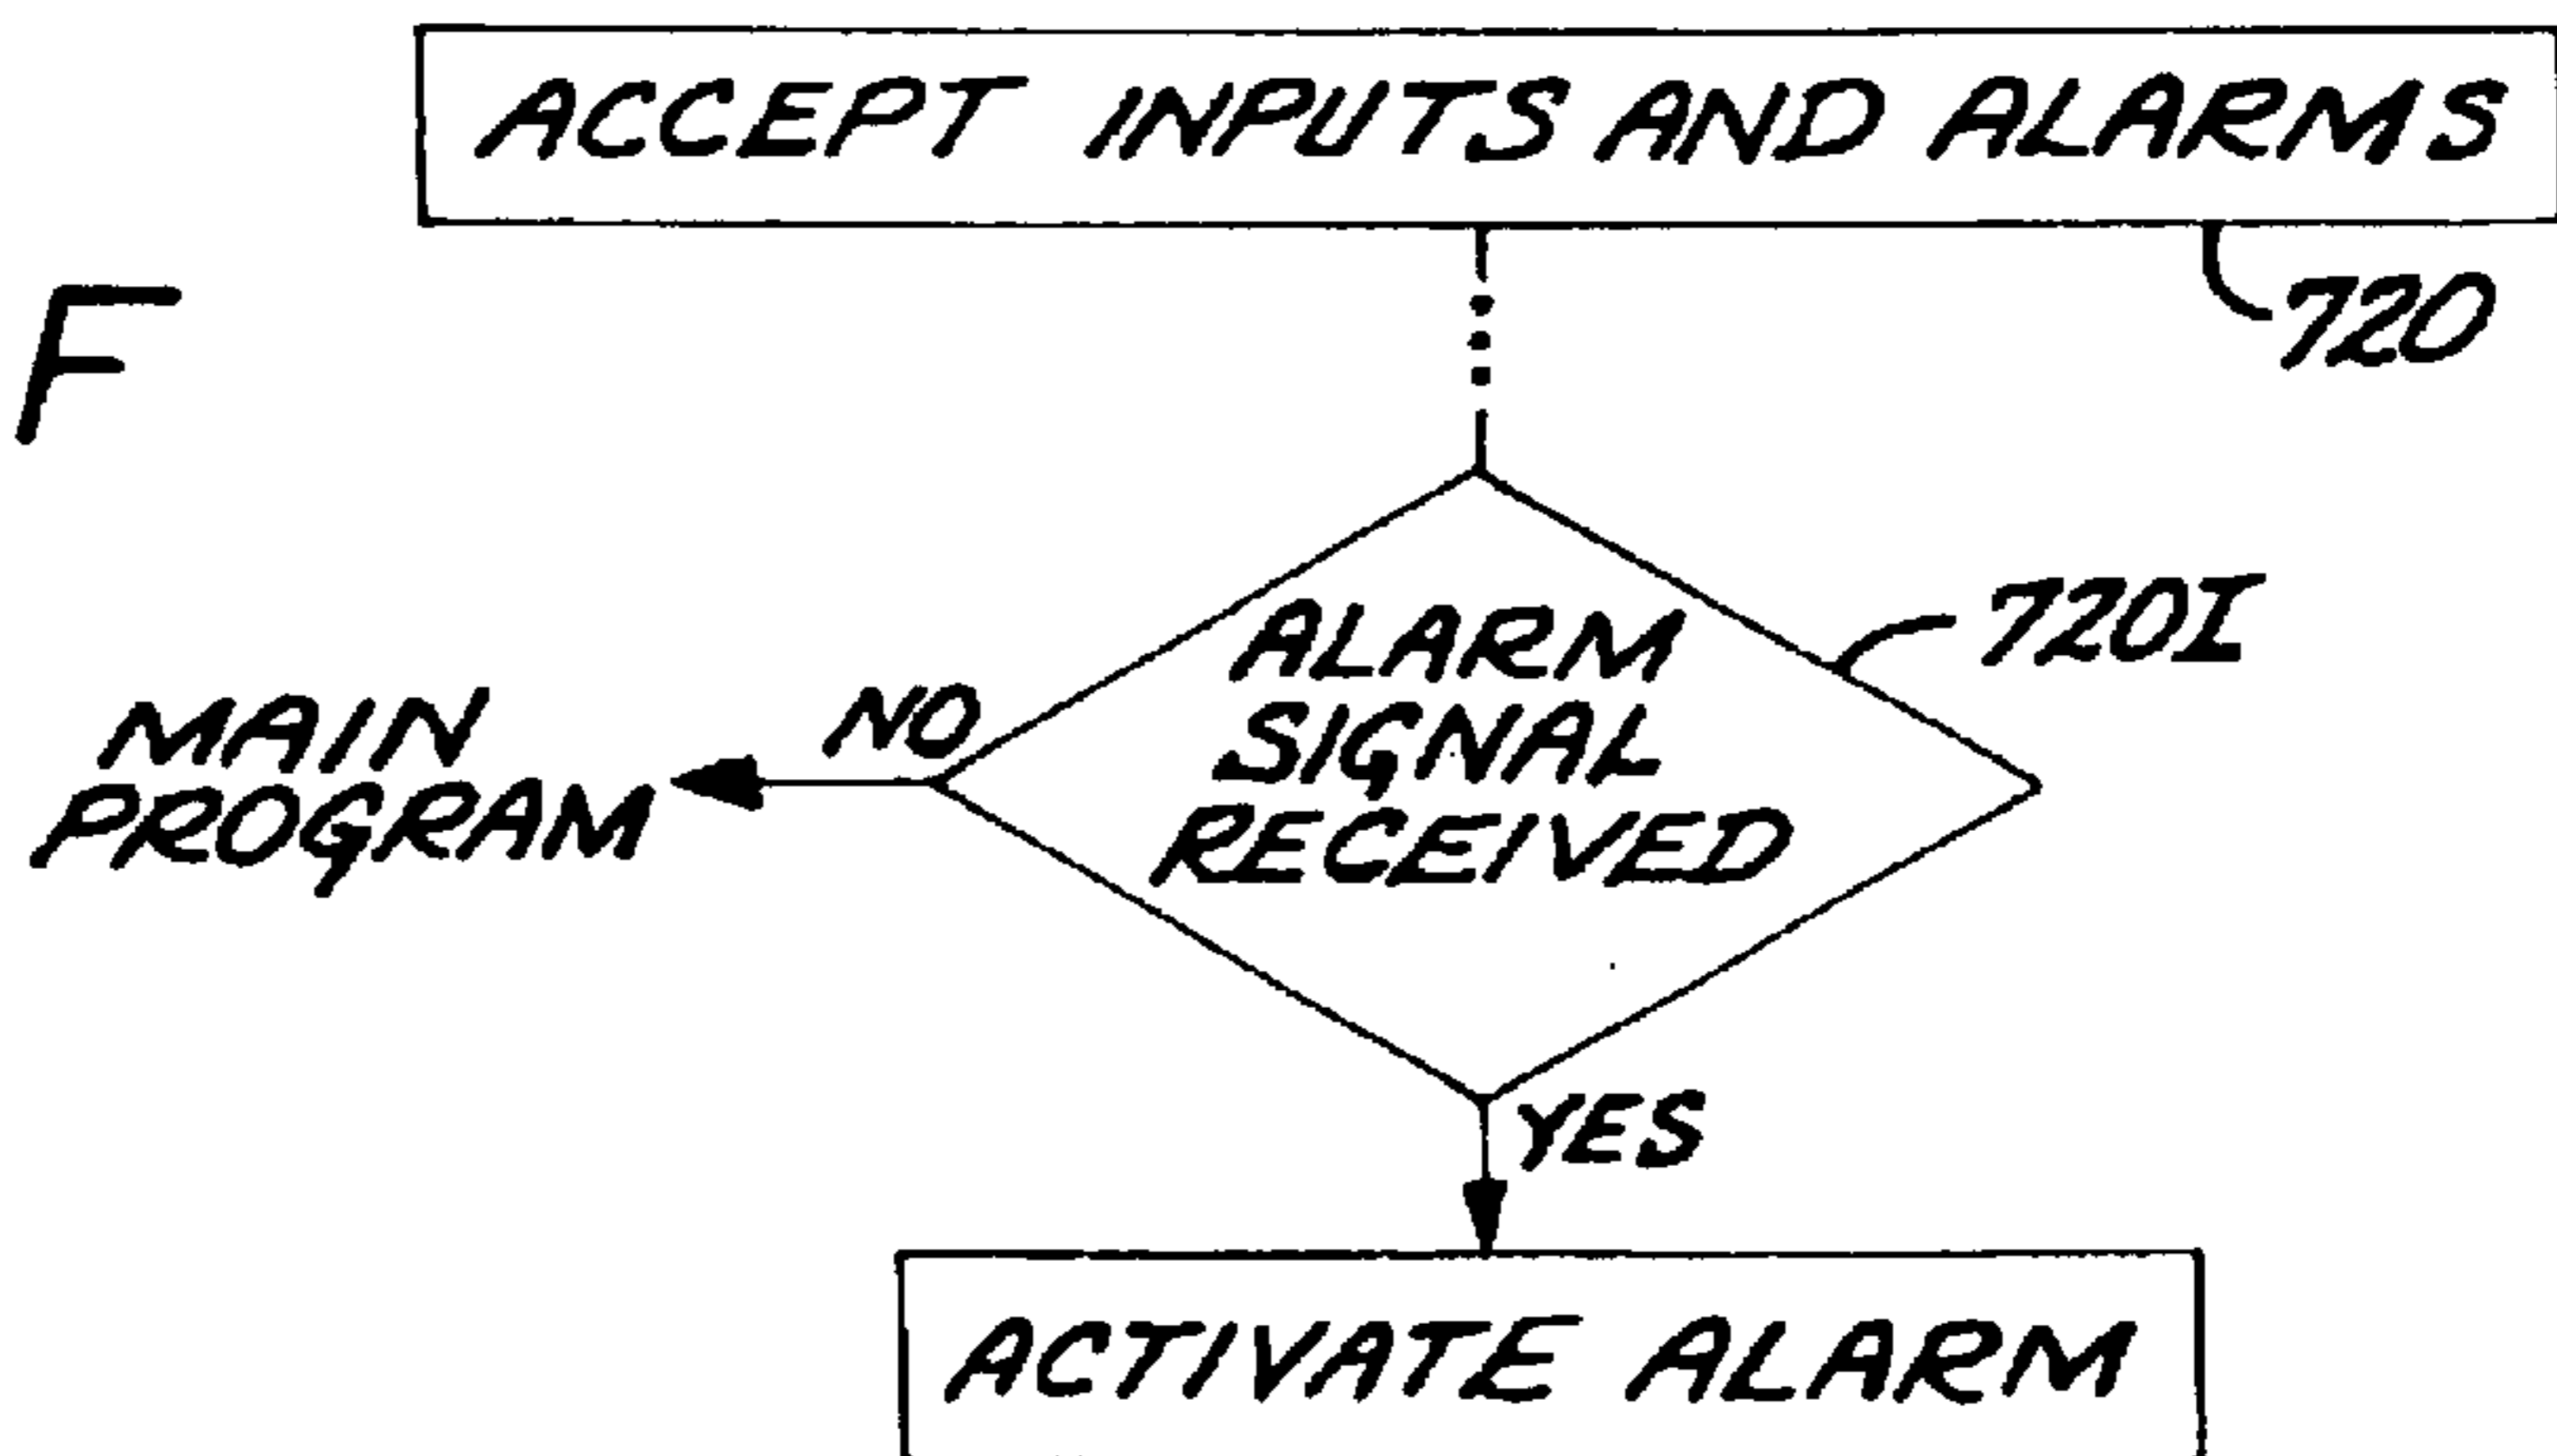 ACCEPT INPUTS AND ALARMS
720
F
720I
ALARM
SIGNAL
RECEIVED
NO
MAIN
PROGRAM
YES
ACTIVATE ALARM